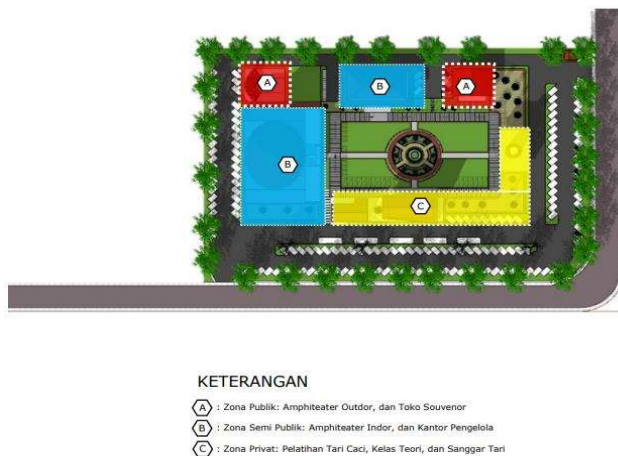 A
B
A
B
C
KETERANGAN
A : Zona Publik: Amphiteater Outdor, dan Toko Souvenor
B : Zona Semi Publik: Amphiteater Indor, dan Kantor Pengelola
C : Zona Privat: Pelatihan Tari Caci, Kelas Teori, dan Sanggar Tari